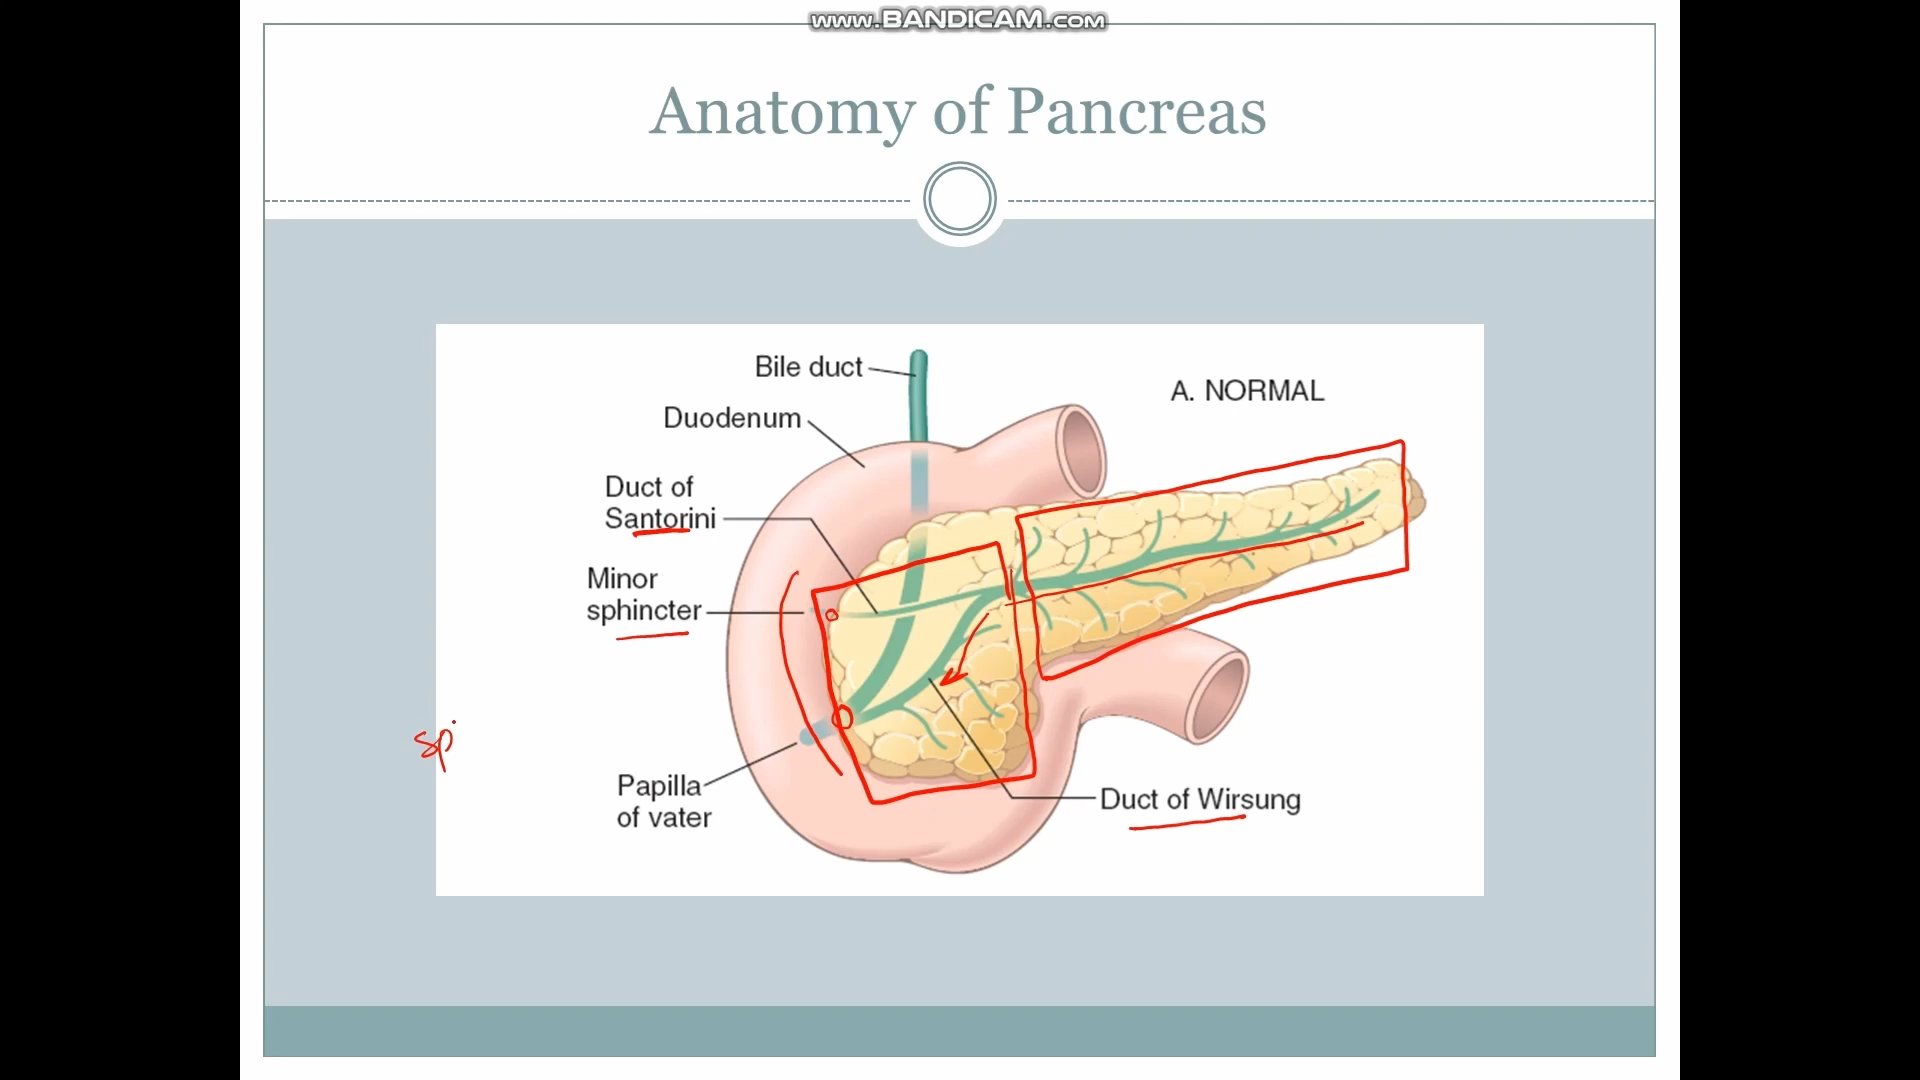 www.BANDICAM.com
Anatomy of Pancreas
Bile duct
A. NORMAL
Duodenum
Duct of
Santorini
Minor
sphincter
sp
Papilla
of vater
Duct of Wirsung